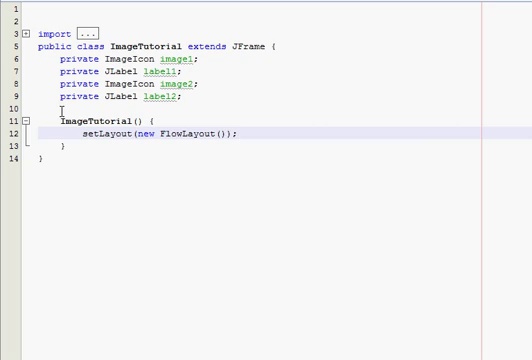 1
2
3 import ...
5 public class ImageTutorial extends JFrame {
6 private ImageIcon image1;
7 private JLabel label1;
8 private ImageIcon image2;
9 private JLabel label2;
10
11 ImageTutorial() {
12 setLayout(new FlowLayout());
13 }
14 }